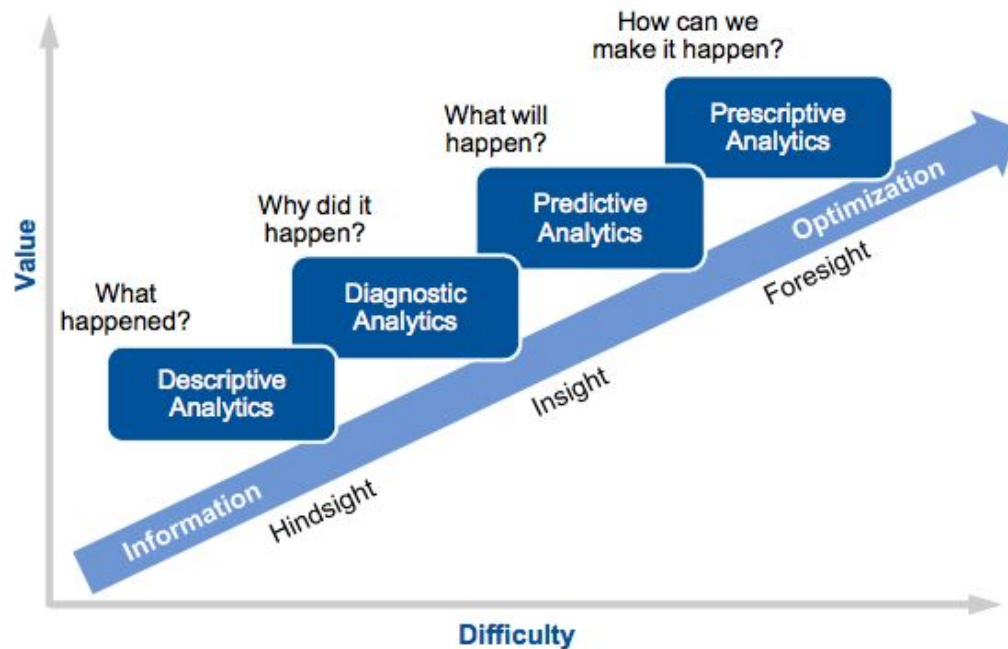 How can we
make it happen?
Prescriptive
Analytics
What will
happen?
Predictive
Analytics
Why did it
happen?
Diagnostic
Analytics
What
happened?
Descriptive
Analytics
Value
Information
Optimization
Hindsight
Insight
Foresight
Difficulty